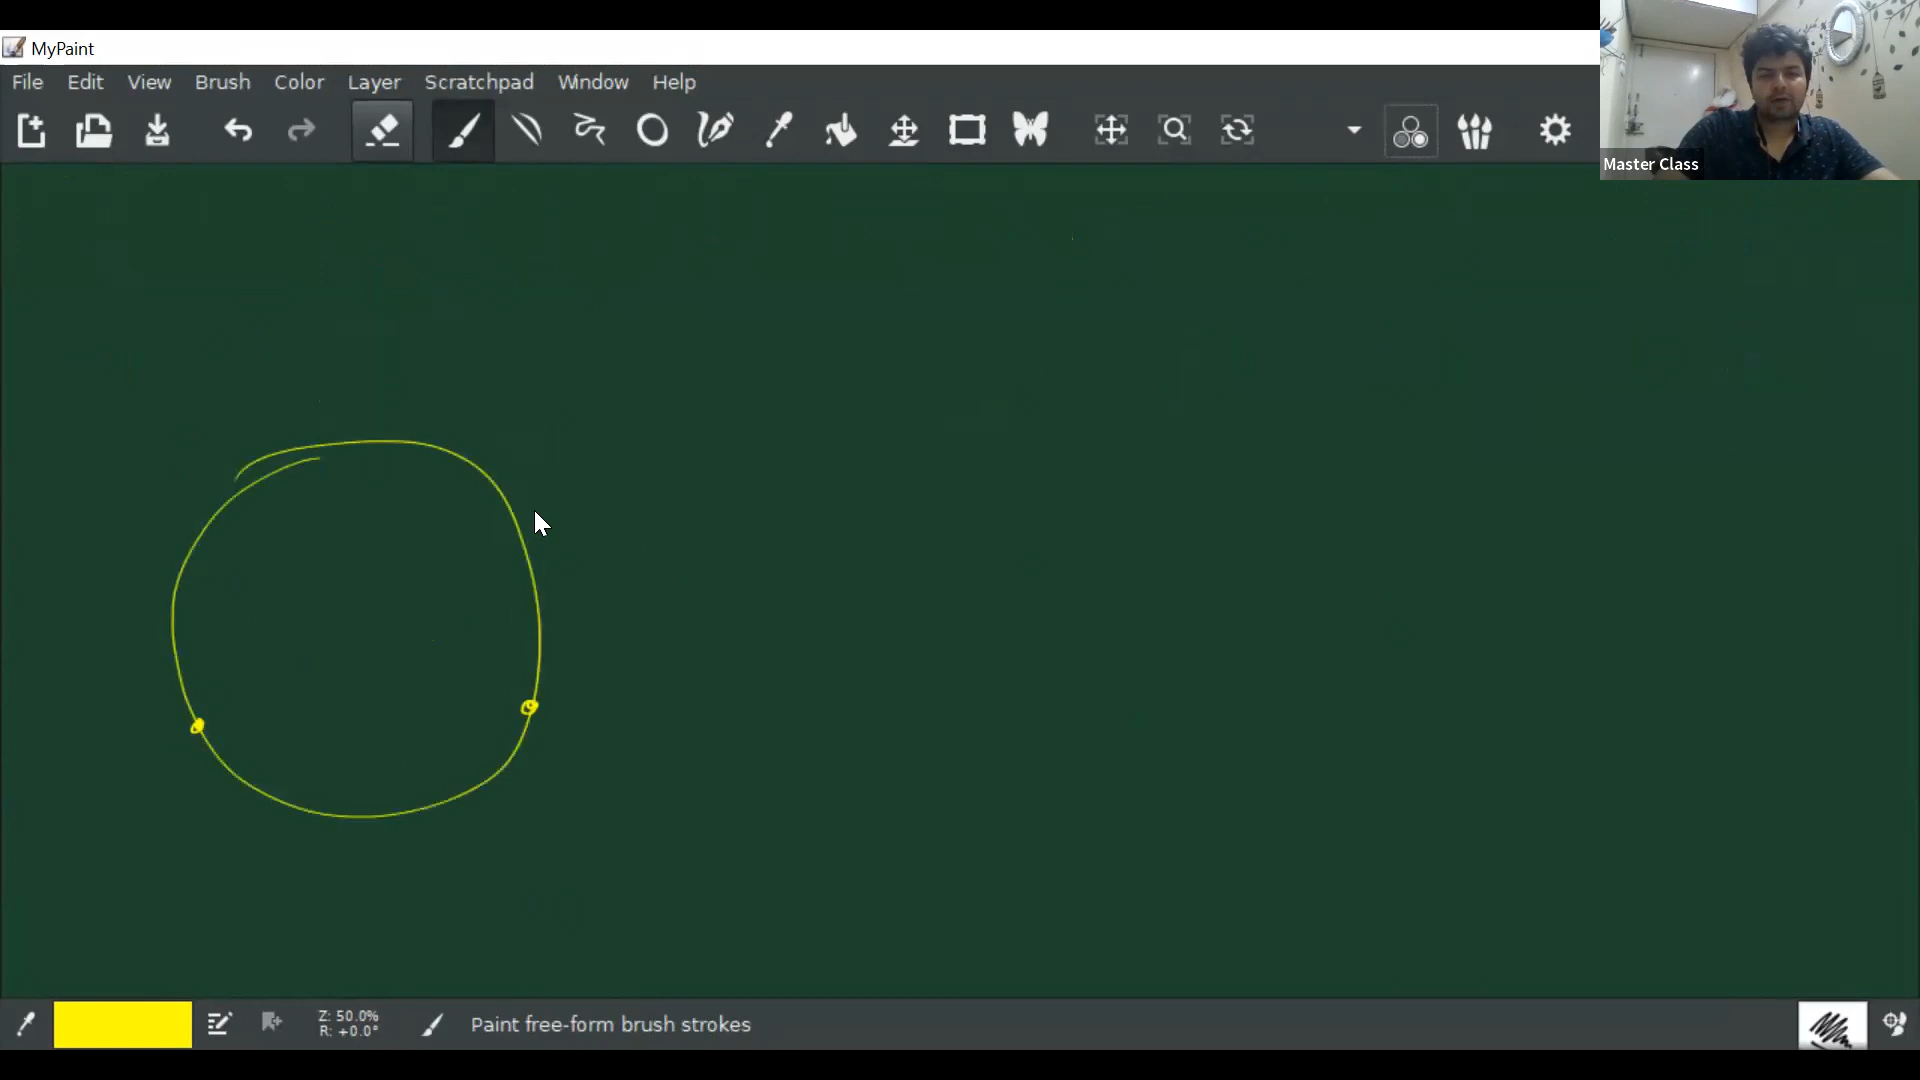 MyPaint
File Edit View Brush Color Layer Scratchpad Window Help
Master Class
Z: 50.0%
R: +0.0°
Paint free-form brush strokes